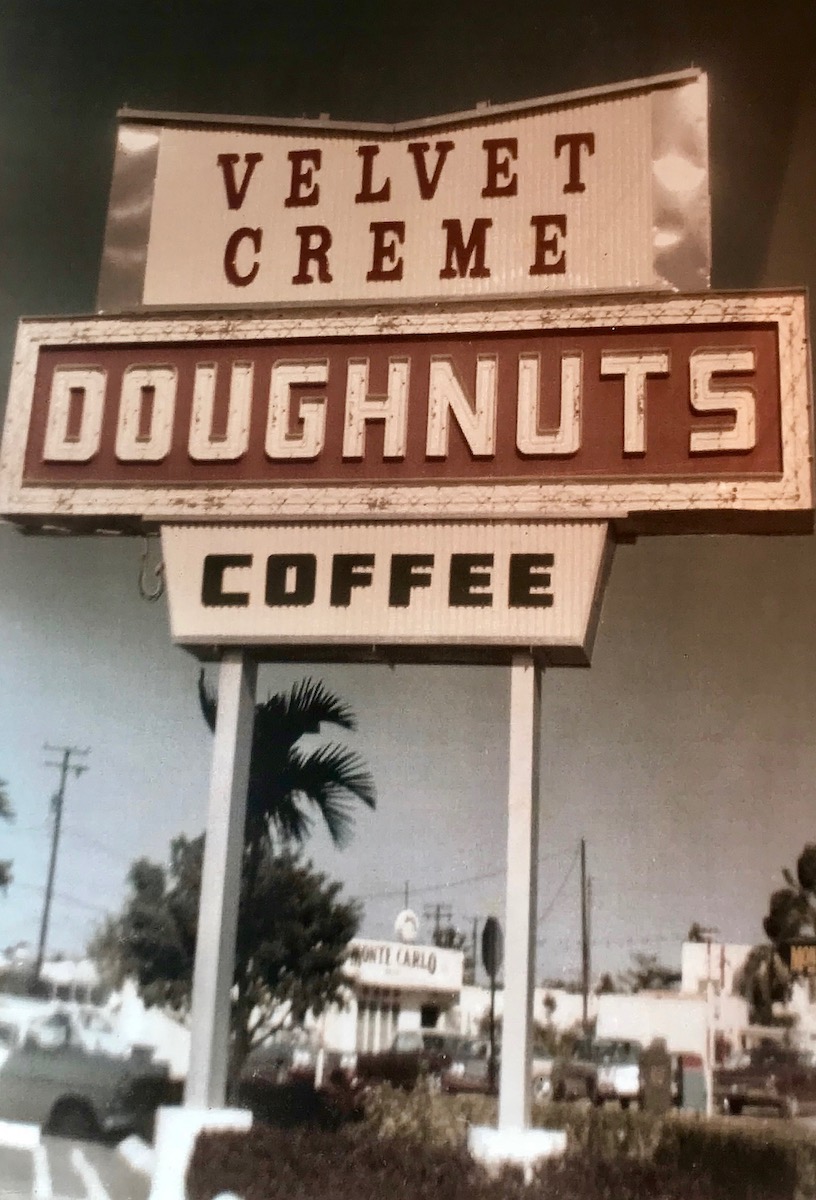 VELVET
CREME
DOUGHNUTS
COFFEE
MONTE CARLO